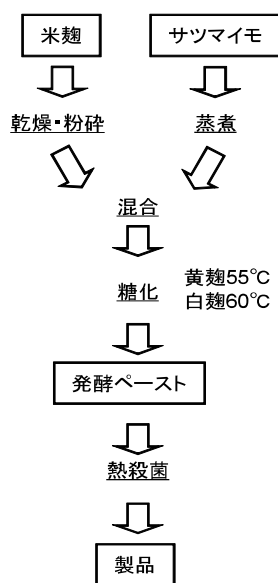 米麹
サツマイモ
乾燥・粉砕
蒸煮
混合
糖化
黄麹55℃
白麹60℃
発酵ペースト
熱殺菌
製品